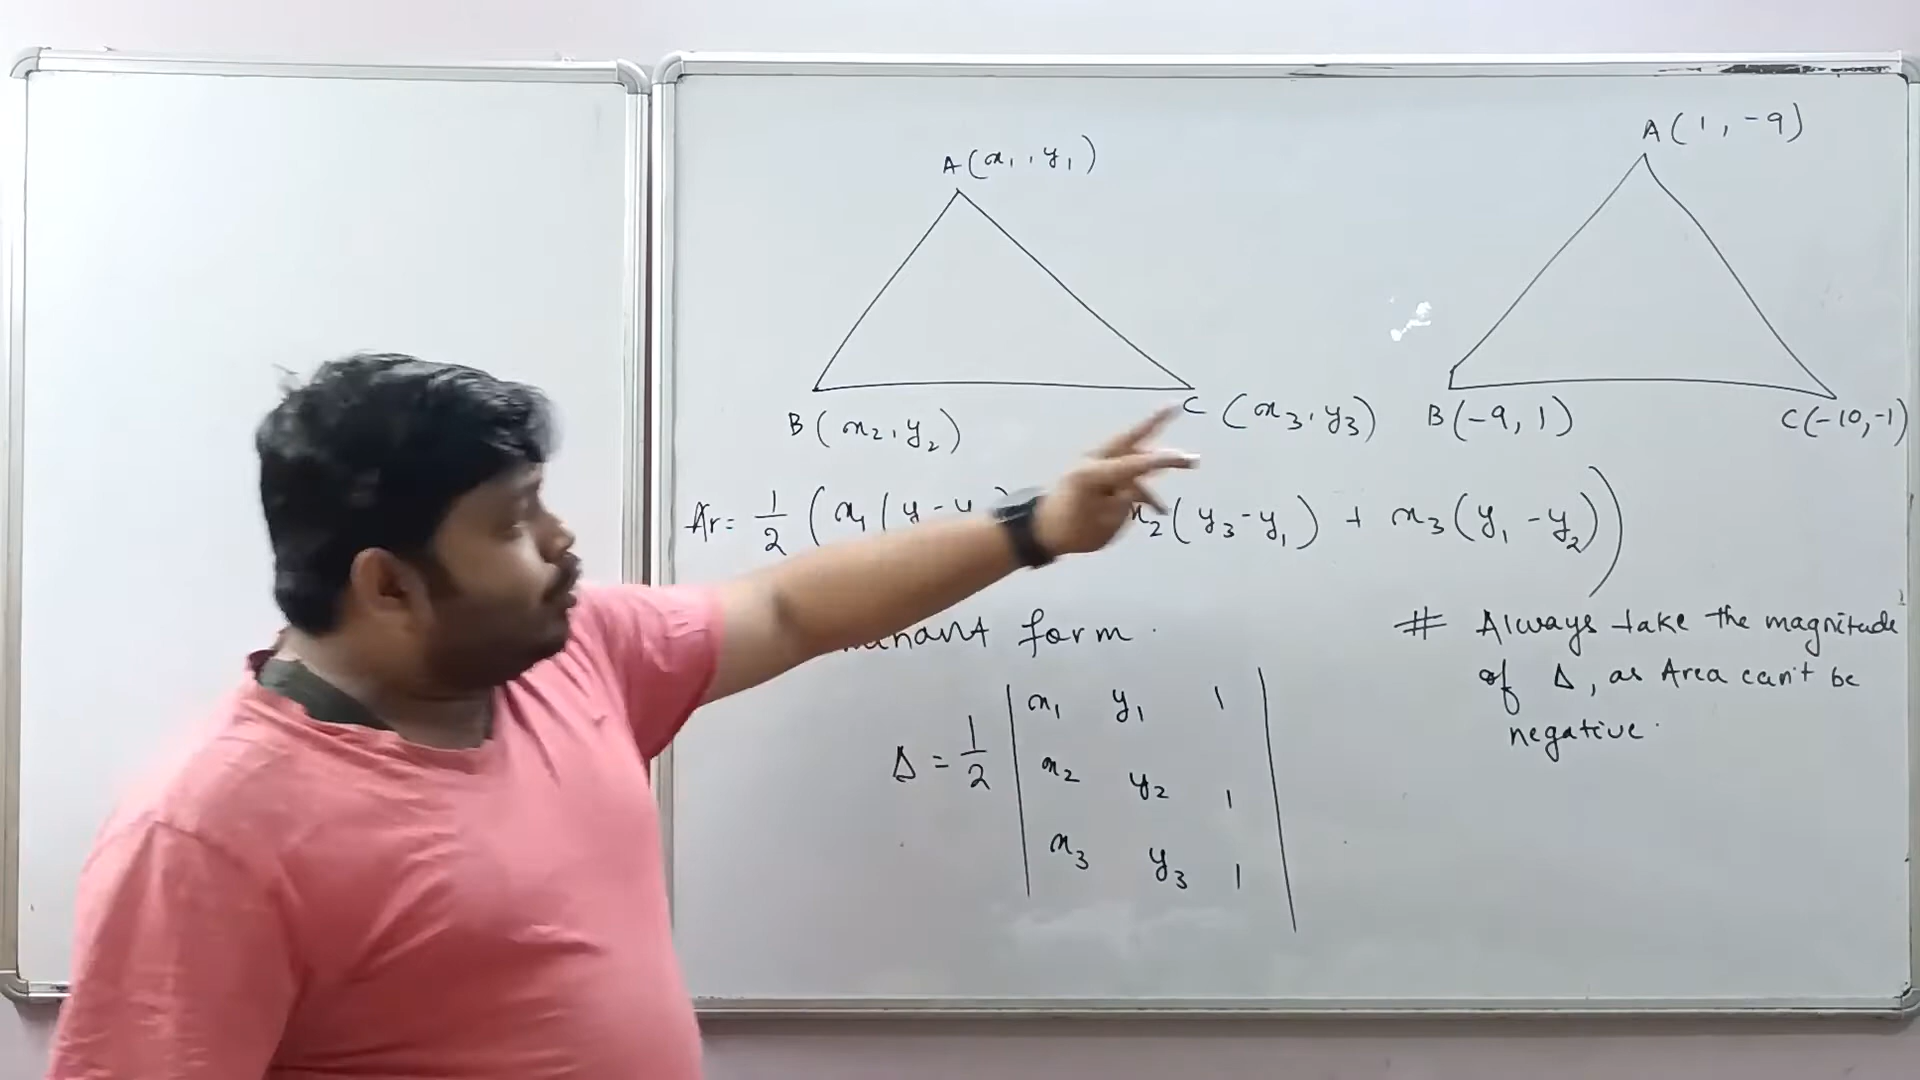 A(x₁, y₁)
B(x₂, y₂)
C(x₃, y₃)
A(1, -9)
B(-9, 1)
C(-10, -1)
Ar = 1/2 (x₁(y - y) x₂(y₃-y₁) + x₃(y₁-y₂))
form.
Δ = 1/2 | x₁ y₁ 1
x₂ y₂ 1
x₃ y₃ 1 |
# Always take the magnitude
of Δ, as Area can't be
negative.